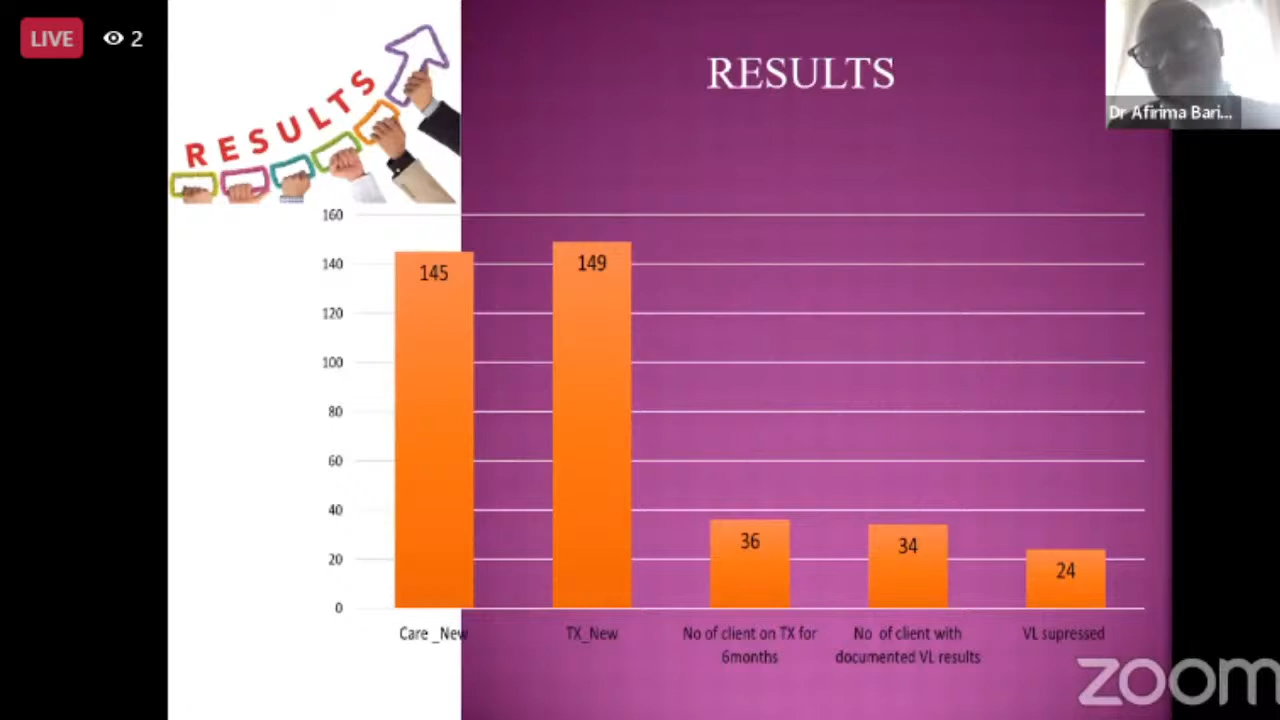 LIVE
2
RESULTS
RESULTS
Dr Afirima Bari...
160
140
120
100
80
60
40
20
0
145
149
36
34
24
Care _New
TX_New
No of client on TX for
6months
No of client with
documented VL results
VL supressed
zoom